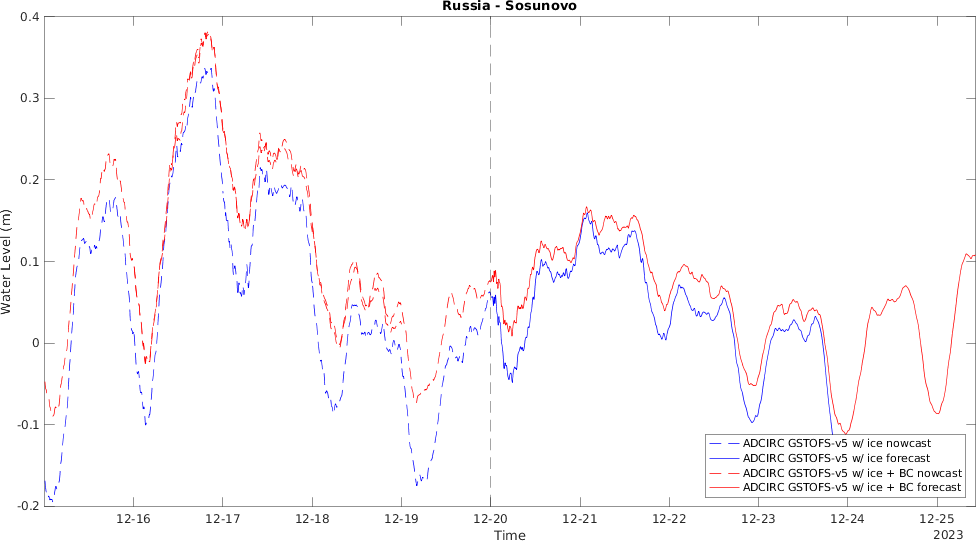 Russia - Sosunovo
0.4
0.3
0.2
0.1
0
-0.1
-0.2
Water Level (m)
ADCIRC GSTOFS-v5 w/ ice nowcast
ADCIRC GSTOFS-v5 w/ ice forecast
ADCIRC GSTOFS-v5 w/ ice + BC nowcast
ADCIRC GSTOFS-v5 w/ ice + BC forecast
12-16 12-17 12-18 12-19 12-20 12-21 12-22 12-23 12-24 12-25
Time
2023